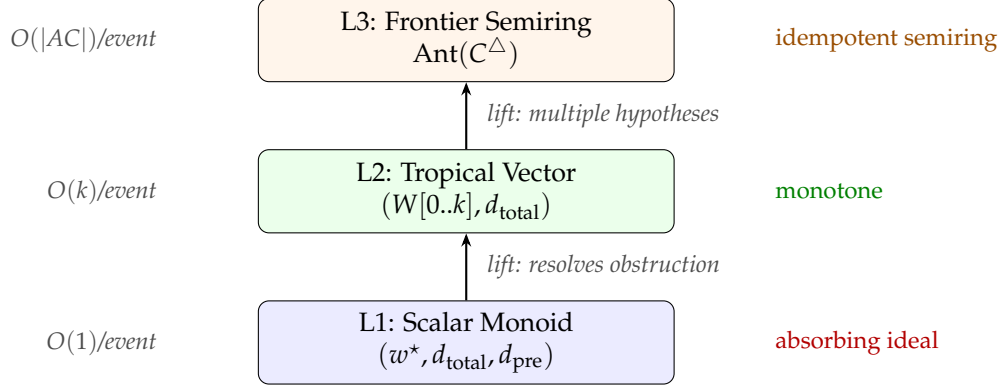 O(|AC|)/event
L3: Frontier Semiring
Ant(C^△)
idempotent semiring
lift: multiple hypotheses
O(k)/event
L2: Tropical Vector
(W[0..k], d_total)
monotone
lift: resolves obstruction
O(1)/event
L1: Scalar Monoid
(w^⋆, d_total, d_pre)
absorbing ideal